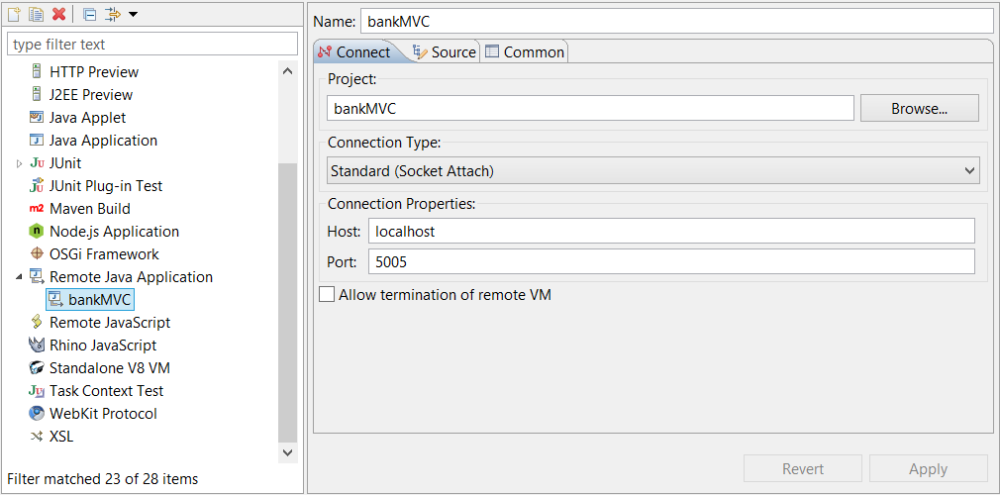 type filter text
HTTP Preview
J2EE Preview
Java Applet
Java Application
JUnit
JUnit Plug-in Test
Maven Build
Node.js Application
OSGi Framework
Remote Java Application
bankMVC
Remote JavaScript
Rhino JavaScript
Standalone V8 VM
Task Context Test
WebKit Protocol
XSL
Filter matched 23 of 28 items
Name: bankMVC
Connect Source Common
Project:
bankMVC Browse...
Connection Type:
Standard (Socket Attach)
Connection Properties:
Host: localhost
Port: 5005
Allow termination of remote VM
Revert Apply